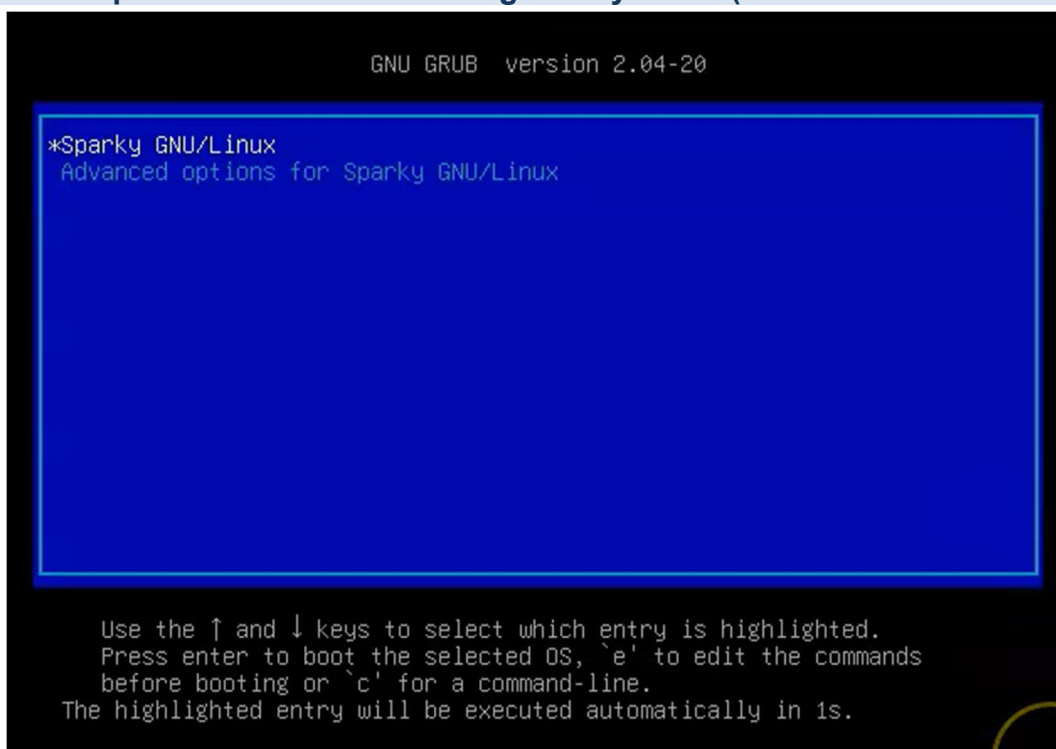 GNU GRUB version 2.04-20
*Sparky GNU/Linux
Advanced options for Sparky GNU/Linux
Use the ↑ and ↓ keys to select which entry is highlighted.
Press enter to boot the selected OS, `e' to edit the commands
before booting or `c' for a command-line.
The highlighted entry will be executed automatically in 1s.